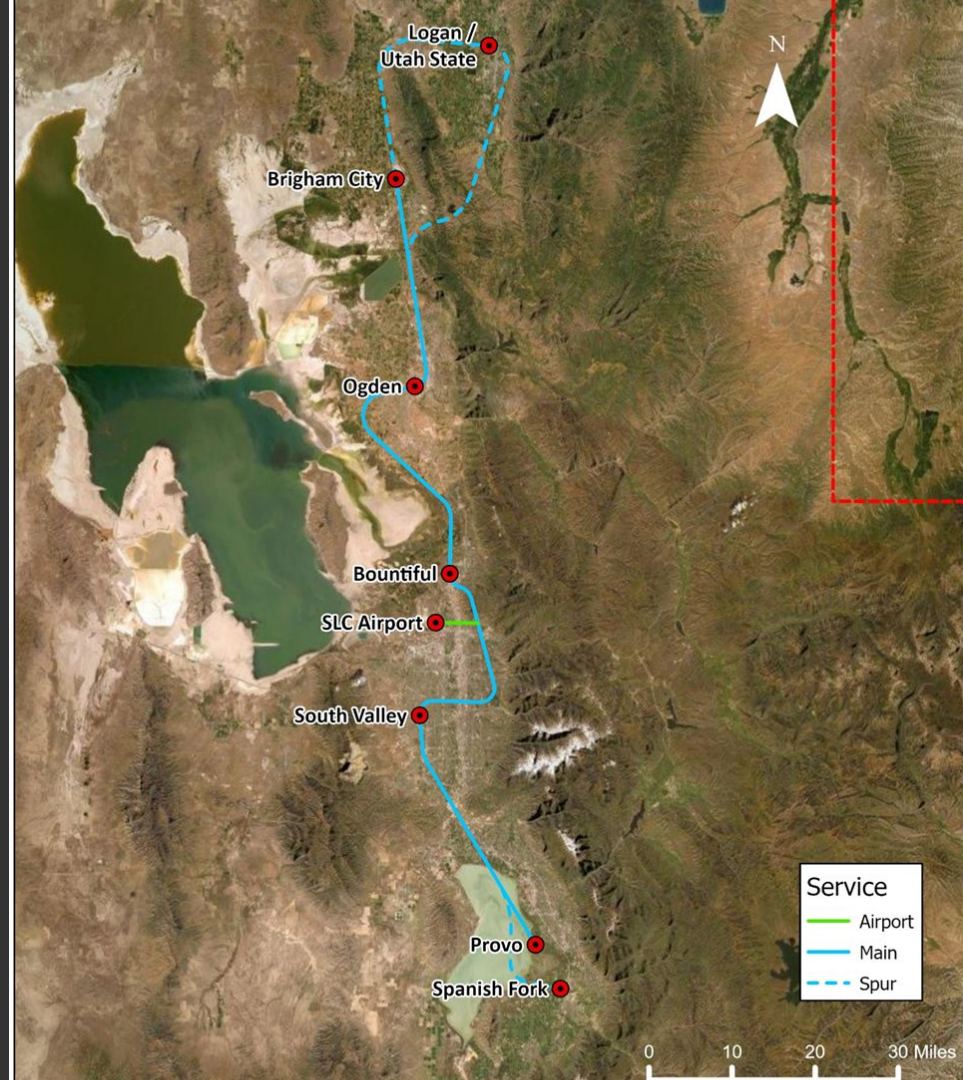 Logan /
Utah State
N
Brigham City
Ogden
Bountiful
SLC Airport
South Valley
Provo
Spanish Fork
Service
Airport
Main
Spur
0 10 20 30 Miles